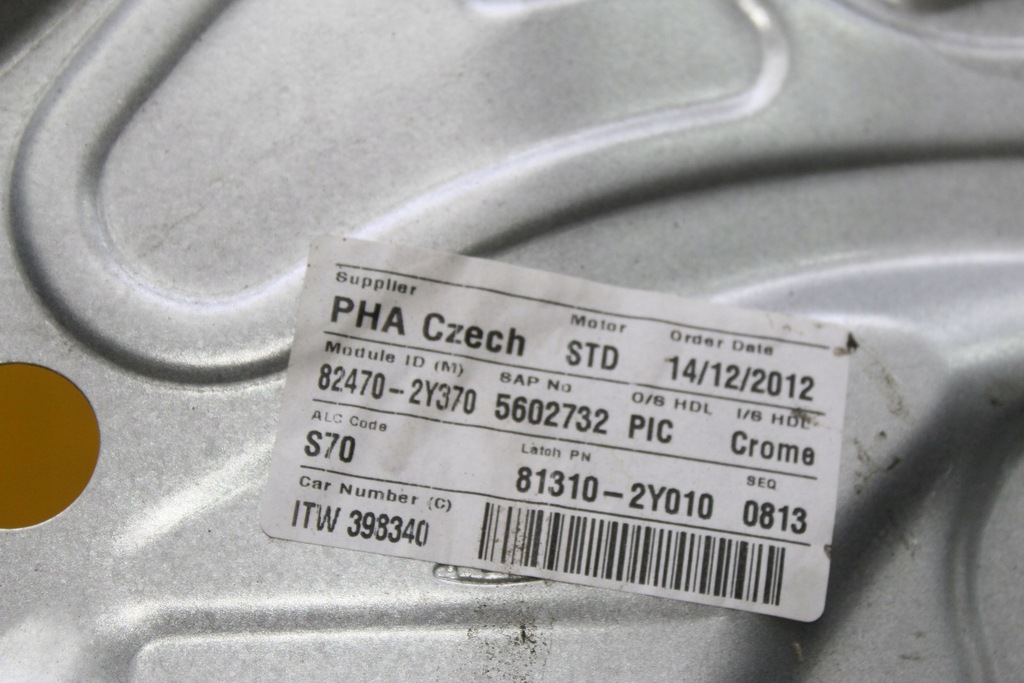 Supplier Motor Order Date
PHA Czech STD 14/12/2012
Module ID (M) SAP No O/S HDL I/S HDL
82470-2Y370 5602732 PIC Crome
ALC Code Latch PN SEQ
S70 81310-2Y010 0813
Car Number (C)
ITW 398340